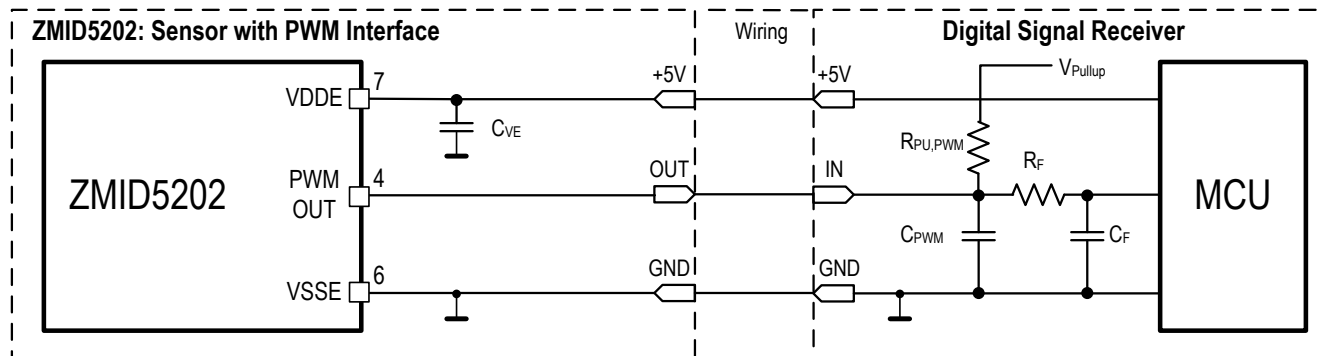 ZMID5202: Sensor with PWM Interface
Wiring
Digital Signal Receiver
VDDE
7
+5V
+5V
VPullup
CVE
RPU,PWM
ZMID5202
PWM
OUT
4
OUT
IN
RF
MCU
CPWM
CF
VSSE
6
GND
GND